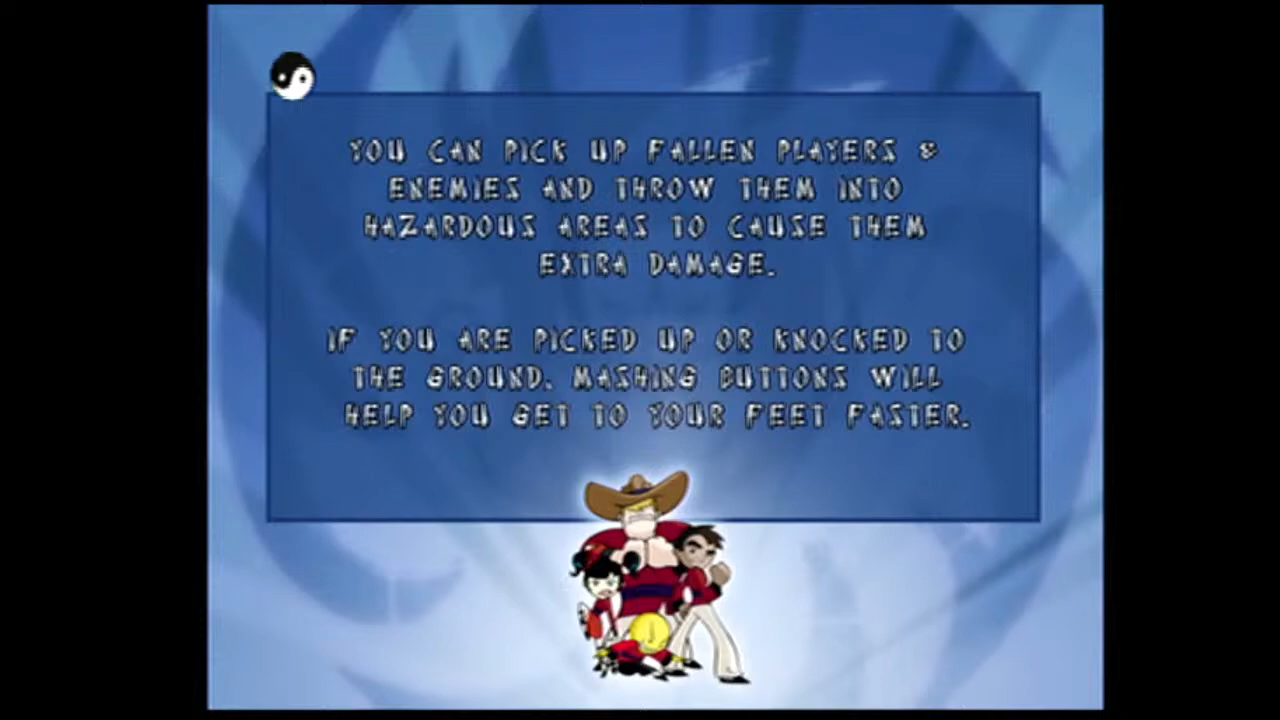 YOU CAN PICK UP FALLEN PLAYERS &
ENEMIES AND THROW THEM INTO
HAZARDOUS AREAS TO CAUSE THEM
EXTRA DAMAGE.
IF YOU ARE PICKED UP OR KNOCKED TO
THE GROUND, MASHING BUTTONS WILL
HELP YOU GET TO YOUR FEET FASTER.